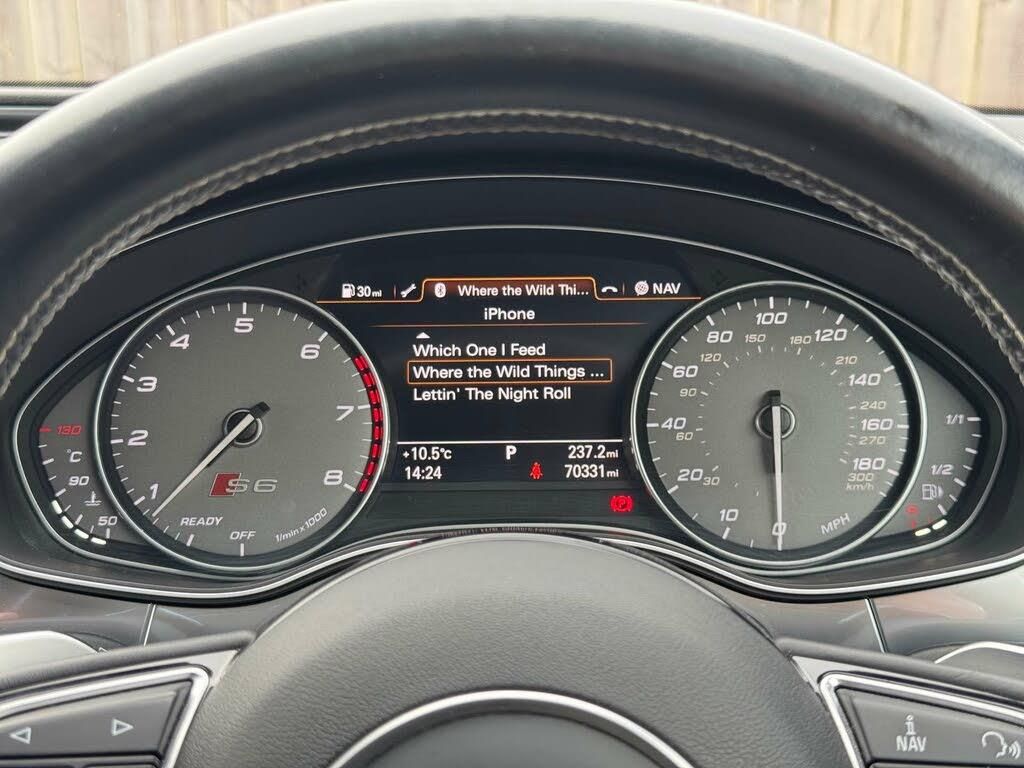 30 mi
Where the Wild Thi...
NAV
iPhone
Which One I Feed
Where the Wild Things ...
Lettin' The Night Roll
+10.5°C
P
237.2 mi
14:24
70331 mi
(P)
130
°C
90
50
1
2
3
4
5
6
7
8
S6
READY
OFF
1/min x 1000
0
10
20
40
60
80
100
120
140
160
180
MPH
30
60
90
120
150
180
210
240
270
300
km/h
1/1
1/2
NAV